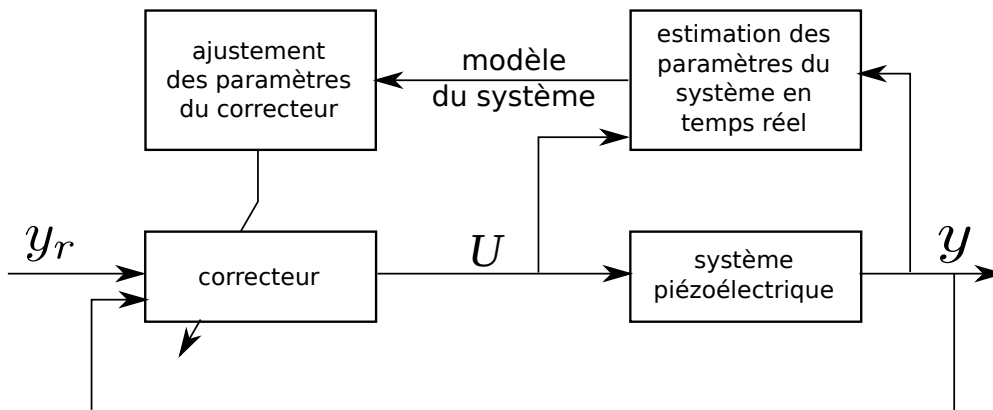 ajustement
des paramètres
du correcteur
modèle
du système
estimation des
paramètres du
système en
temps réel
y_r
correcteur
U
système
piézoélectrique
y